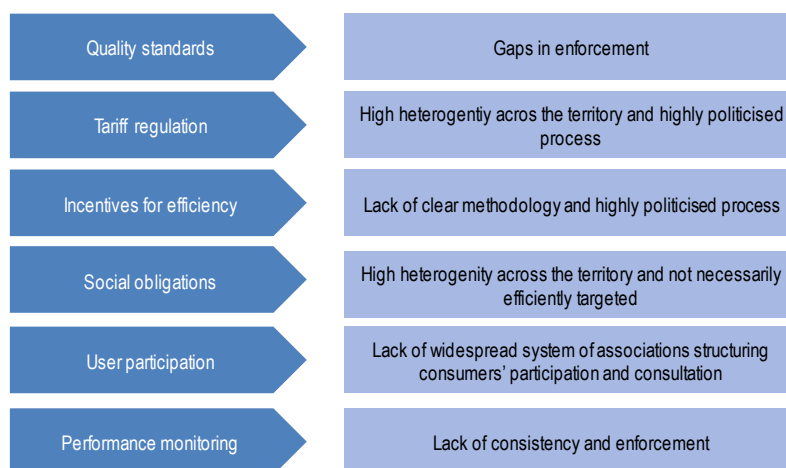 Quality standards
Gaps in enforcement
Tariff regulation
High heterogentiy acros the territory and highly politicised
process
Incentives for efficiency
Lack of clear methodology and highly politicised process
Social obligations
High heterogenity across the territory and not necessarily
efficiently targeted
User participation
Lack of widespread system of associations structuring
consumers’ participation and consultation
Performance monitoring
Lack of consistency and enforcement